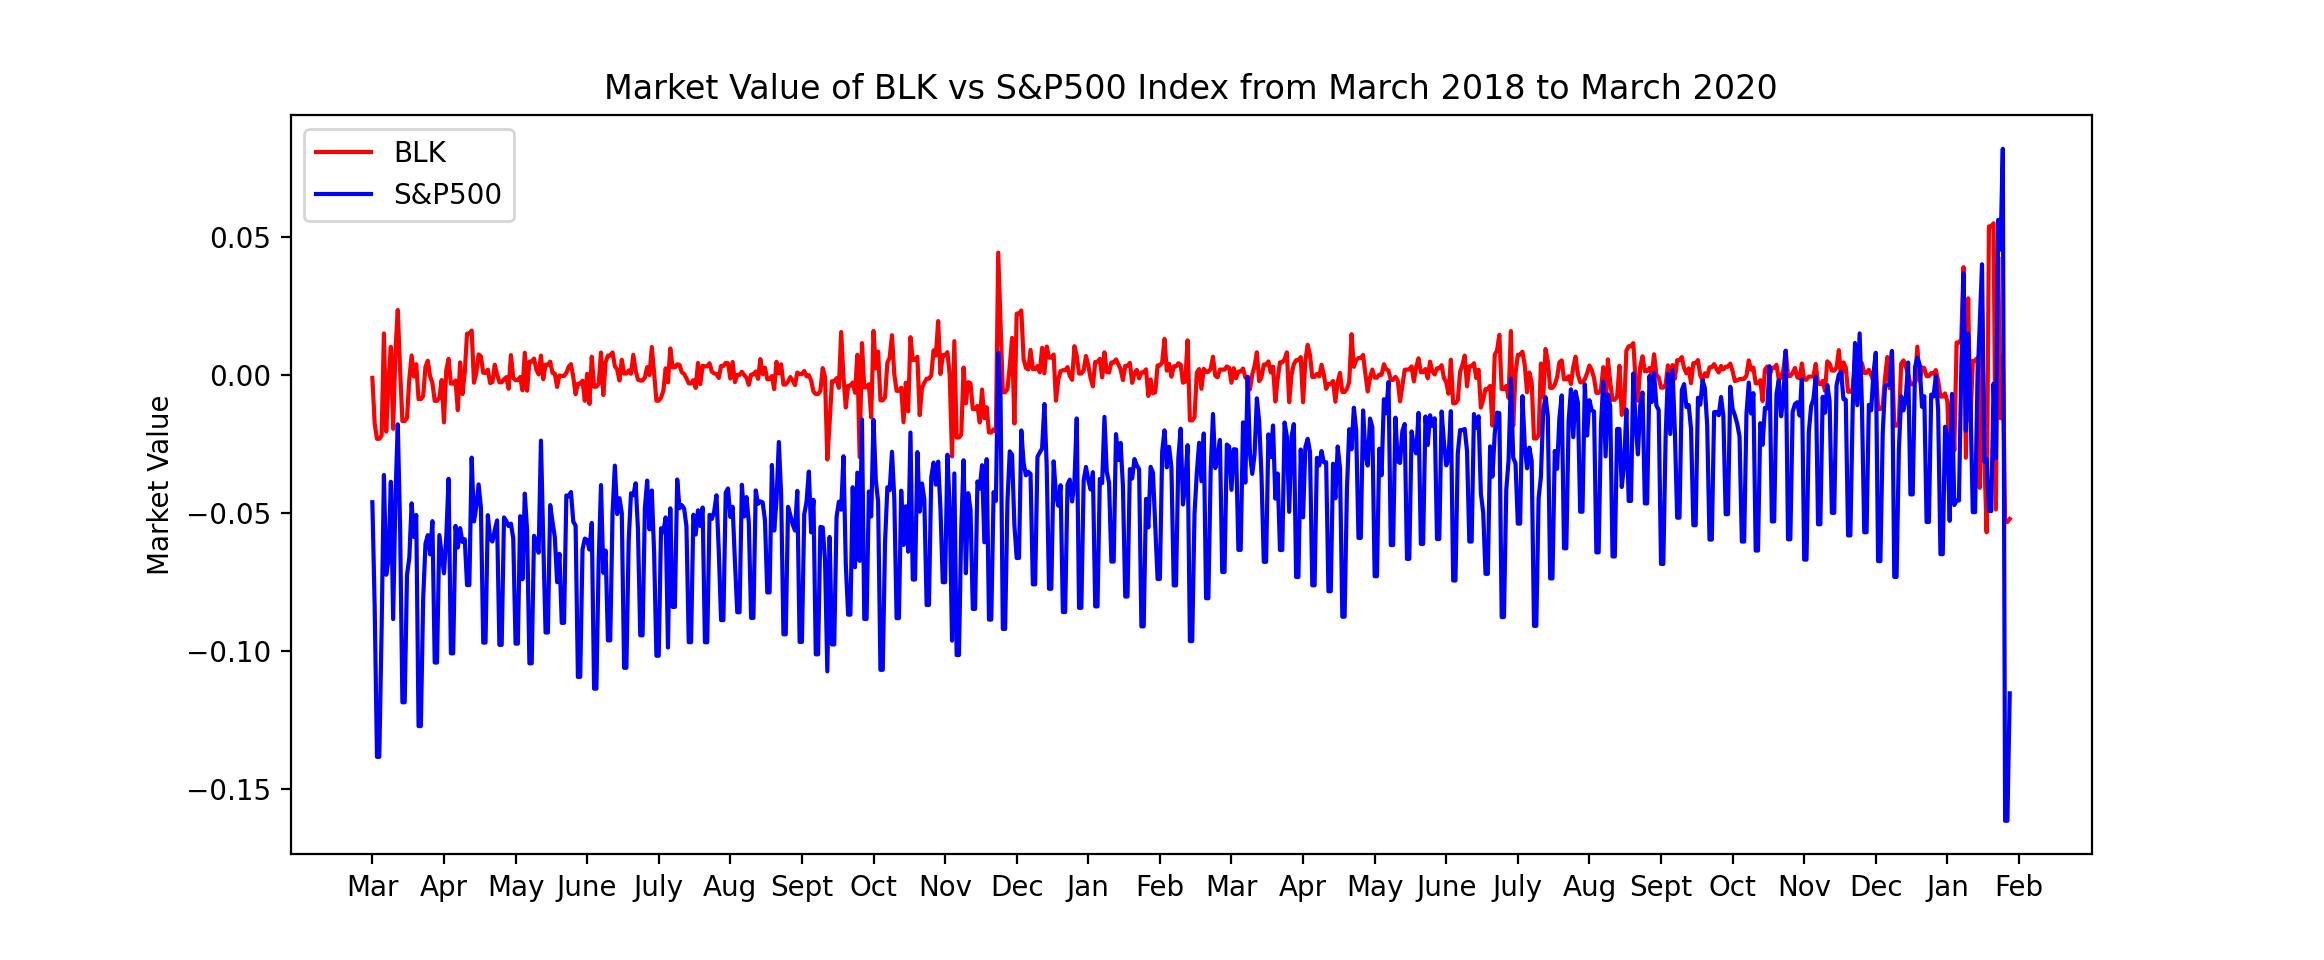 Market Value of BLK vs S&P500 Index from March 2018 to March 2020
BLK
S&P500
Market Value
0.05
0.00
−0.05
−0.10
−0.15
Mar Apr May June July Aug Sept Oct Nov Dec Jan Feb Mar Apr May June July Aug Sept Oct Nov Dec Jan Feb